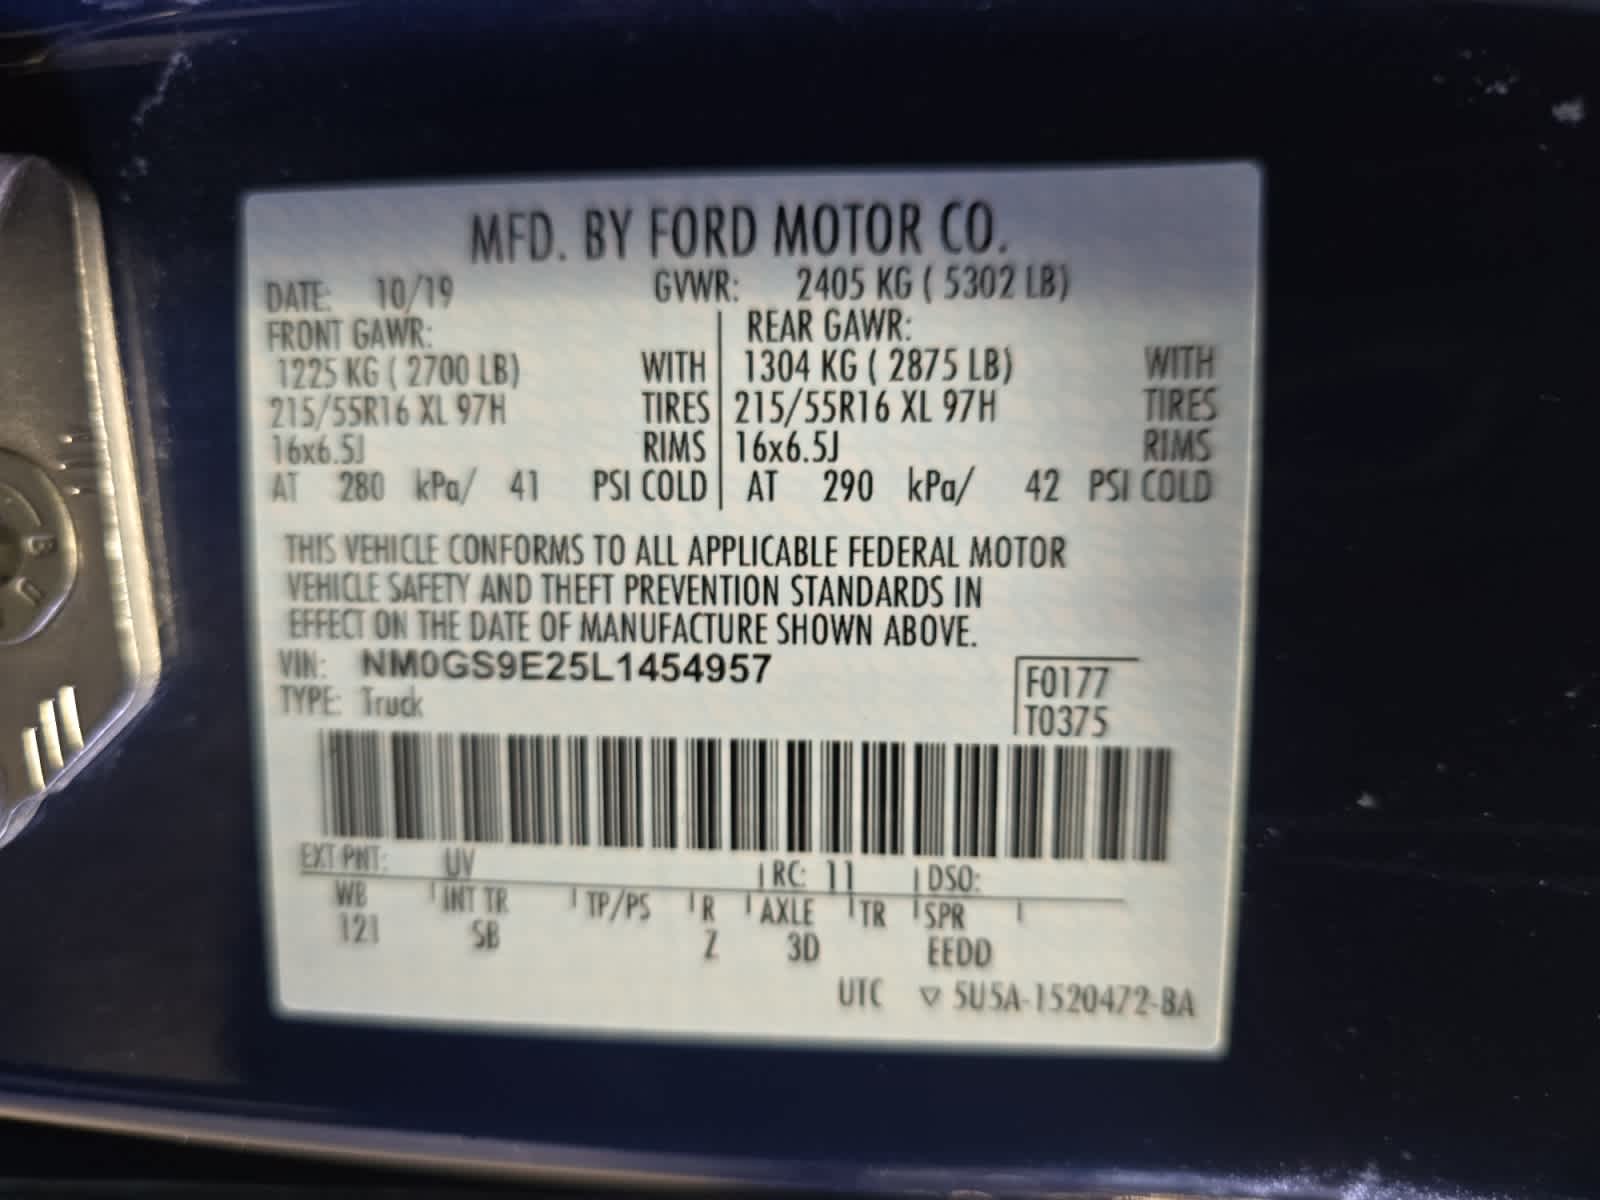 MFD. BY FORD MOTOR CO.
DATE: 10/19 GVWR: 2405 KG ( 5302 LB)
FRONT GAWR: REAR GAWR:
1225 KG ( 2700 LB) WITH 1304 KG ( 2875 LB) WITH
215/55R16 XL 97H TIRES 215/55R16 XL 97H TIRES
16x6.5J RIMS 16x6.5J RIMS
AT 280 kPa/ 41 PSI COLD AT 290 kPa/ 42 PSI COLD
THIS VEHICLE CONFORMS TO ALL APPLICABLE FEDERAL MOTOR
VEHICLE SAFETY AND THEFT PREVENTION STANDARDS IN
EFFECT ON THE DATE OF MANUFACTURE SHOWN ABOVE.
VIN: NM0GS9E25L1454957
TYPE: Truck
F0177
T0375
EXT PNT: UV RC: 11 DSO:
WB INT TR TP/PS R AXLE TR SPR
121 SB Z 3D EEDD
UTC ▽ 5U5A-1520472-BA